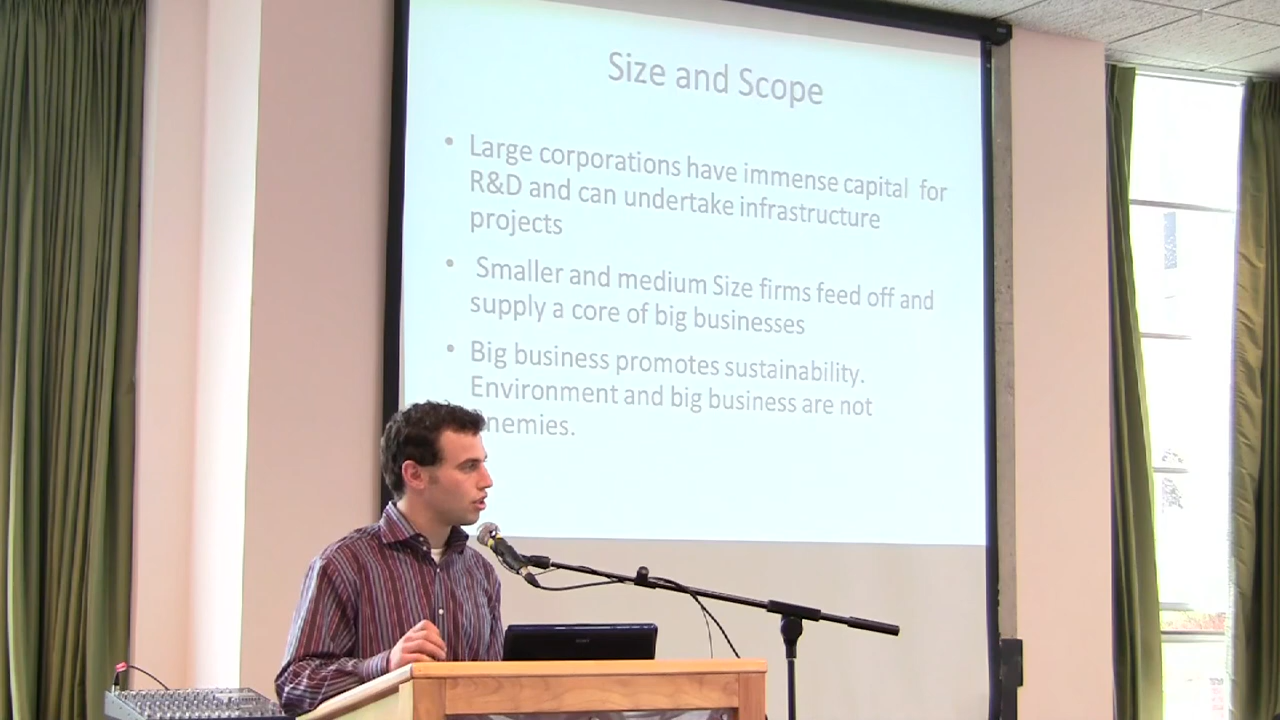 Size and Scope
• Large corporations have immense capital for
R&D and can undertake infrastructure
projects
• Smaller and medium Size firms feed off and
supply a core of big businesses
• Big business promotes sustainability.
Environment and big business are not
nemies.